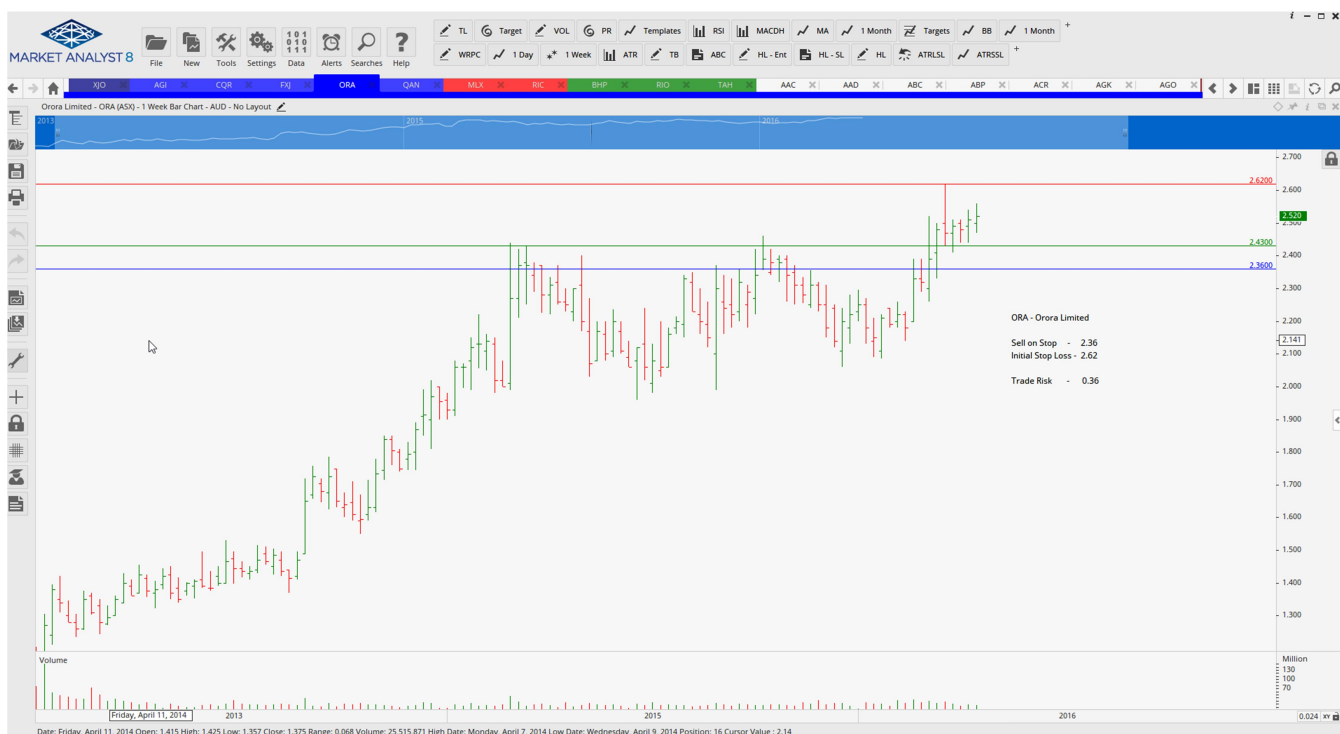 MARKET ANALYST 8
File
New
Tools
Settings
101
010
111
Data
Alerts
Searches
Help
TL
Target
VOL
PR
Templates
RSI
MACDH
MA
1 Month
Targets
BB
1 Month
WRPC
1 Day
1 Week
ATR
TB
ABC
HL - Ent
HL - SL
HL
ATRLSL
ATRSSL
XJO
AGI
CQR
FXJ
ORA
QAN
MLX
RIC
BHP
RIO
TAH
AAC
AAD
ABC
ABP
ACR
AGK
AGO
Orora Limited - ORA (ASX) - 1 Week Bar Chart - AUD - No Layout
2013
2015
2016
2.700
2.6200
2.600
2.520
2.500
2.4300
2.400
2.3600
2.300
2.200
2.141
2.100
2.000
1.900
1.800
1.700
1.600
1.500
1.400
1.300
ORA - Orora Limited
Sell on Stop - 2.36
Initial Stop Loss - 2.62
Trade Risk - 0.36
Volume
Million
130
100
70
Friday, April 11, 2014
2013
2015
2016
0.024
XY
Date: Friday, April 11, 2014 Open: 1.415 High: 1.425 Low: 1.357 Close: 1.375 Range: 0.068 Volume: 25,515,871 High Date: Monday, April 7, 2014 Low Date: Wednesday, April 9, 2014 Position: 16 Cursor Value : 2.14